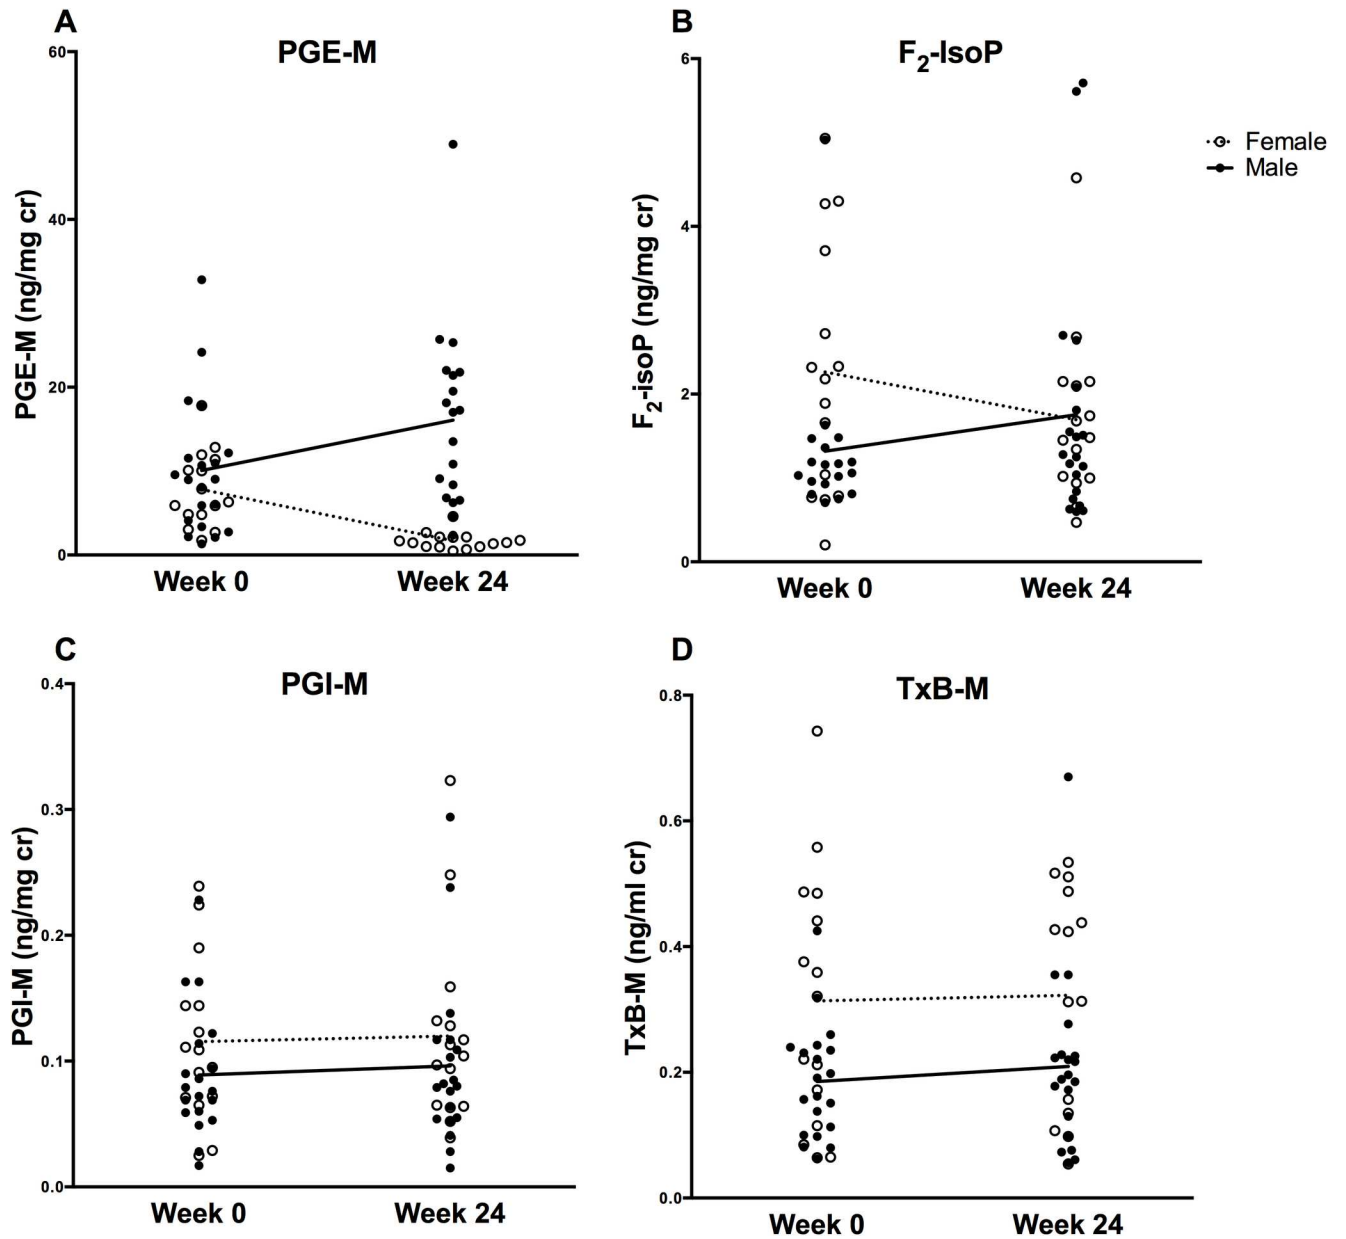 A
PGE-M
PGE-M (ng/mg cr)
60
40
20
0
Week 0
Week 24
B
F₂-IsoP
F₂-isoP (ng/mg cr)
6
4
2
0
Week 0
Week 24
Female
Male
C
PGI-M
PGI-M (ng/mg cr)
0.4
0.3
0.2
0.1
0.0
Week 0
Week 24
D
TxB-M
TxB-M (ng/ml cr)
0.8
0.6
0.4
0.2
0.0
Week 0
Week 24